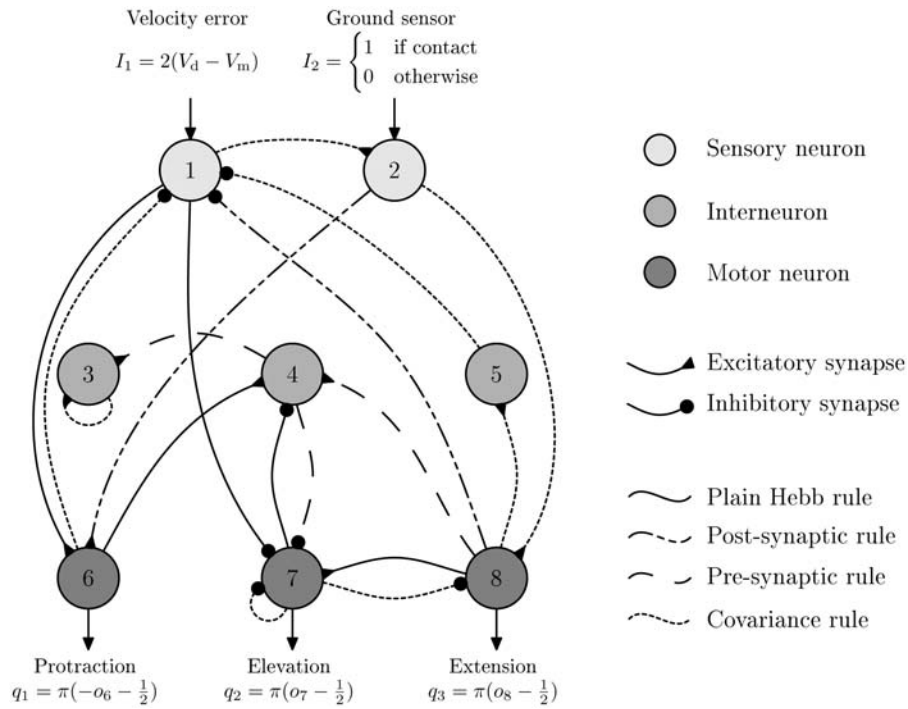 Velocity error
I₁ = 2(V_d − V_m)
Ground sensor
I₂ = { 1 if contact
0 otherwise
1
2
3
4
5
6
7
8
Protraction
q₁ = π(−o₆ − 1/2)
Elevation
q₂ = π(o₇ − 1/2)
Extension
q₃ = π(o₈ − 1/2)
Sensory neuron
Interneuron
Motor neuron
Excitatory synapse
Inhibitory synapse
Plain Hebb rule
Post-synaptic rule
Pre-synaptic rule
Covariance rule